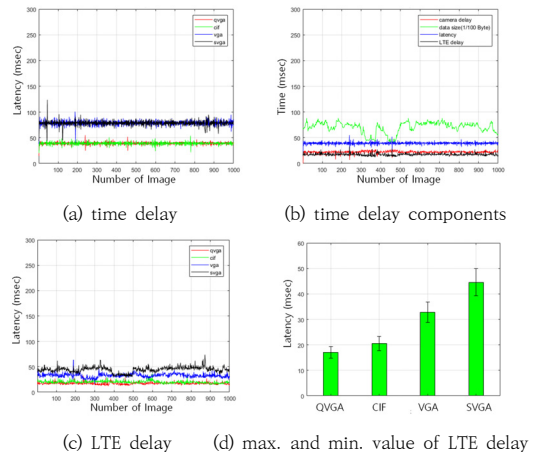 300
250
200
150
100
50
0
Latency (msec)
100 200 300 400 500 600 700 800 900 1000
Number of Image
qvga
cif
vga
svga
(a) time delay
300
250
200
150
100
50
0
Time (msec)
100 200 300 400 500 600 700 800 900 1000
Number of Image
camera delay
data size(1/100 Byte)
latency
LTE delay
(b) time delay components
300
250
200
150
100
50
0
Latency (msec)
100 200 300 400 500 600 700 800 900 1000
Number of Image
qvga
cif
vga
svga
(c) LTE delay
60
50
40
30
20
10
0
Latency (msec)
QVGA CIF VGA SVGA
(d) max. and min. value of LTE delay